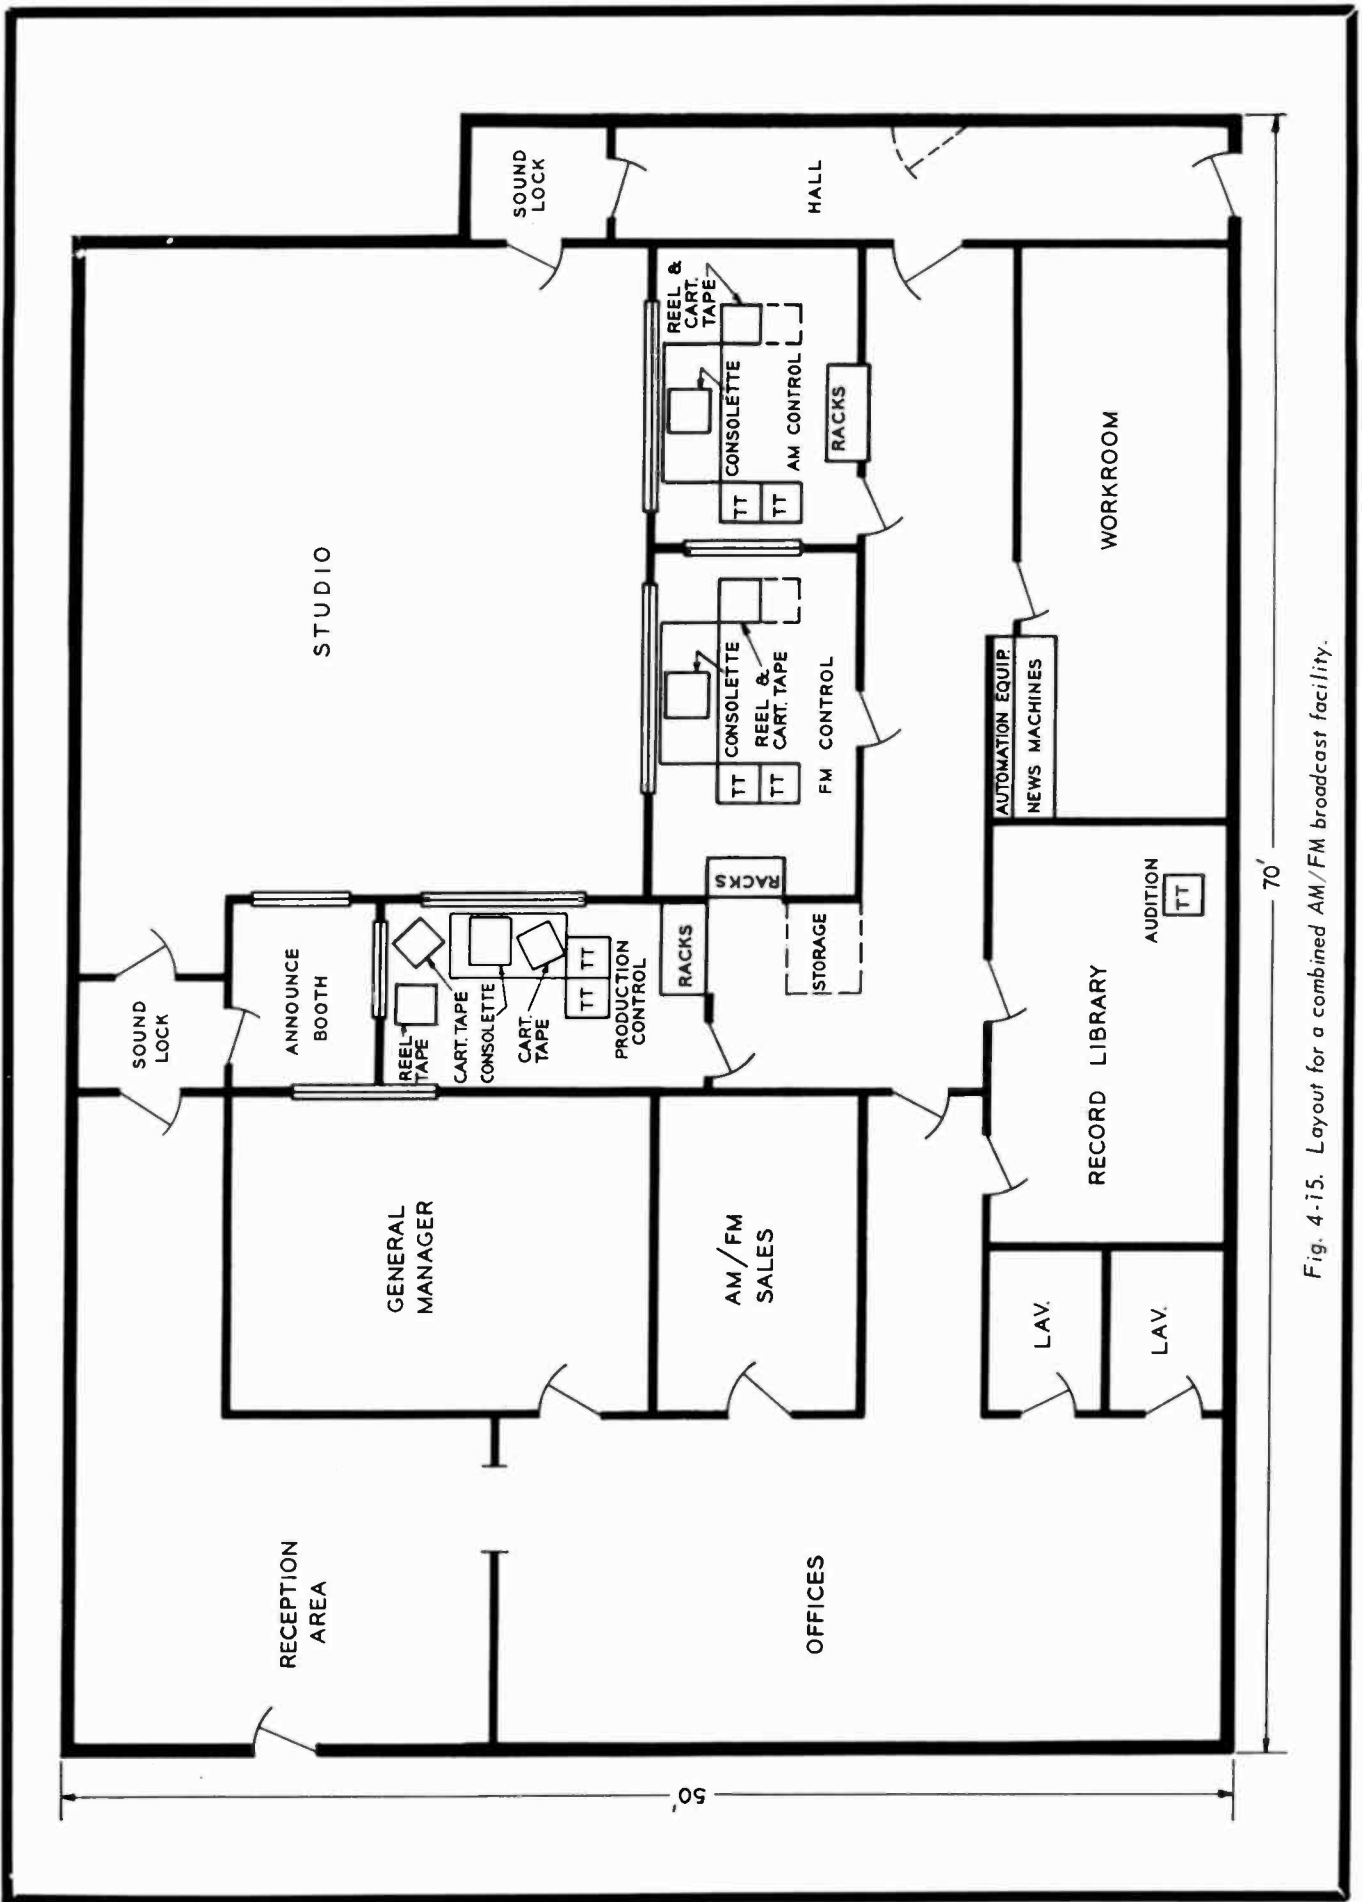 RECEPTION
AREA
OFFICES
50'
SOUND
LOCK
GENERAL
MANAGER
AM/FM
SALES
LAV.
LAV.
ANNOUNCE
BOOTH
REEL
TAPE
CART. TAPE
CONSOLETTE
CART.
TAPE
TT
TT
PRODUCTION
CONTROL
RACKS
STORAGE
RECORD LIBRARY
AUDITION
TT
STUDIO
RACKS
TT
TT
CONSOLETTE
REEL &
CART. TAPE
FM CONTROL
TT
TT
CONSOLETTE
REEL &
CART.
TAPE
AM CONTROL
RACKS
AUTOMATION EQUIP.
NEWS MACHINES
WORKROOM
SOUND
LOCK
HALL
70'
Fig. 4-15. Layout for a combined AM/FM broadcast facility.